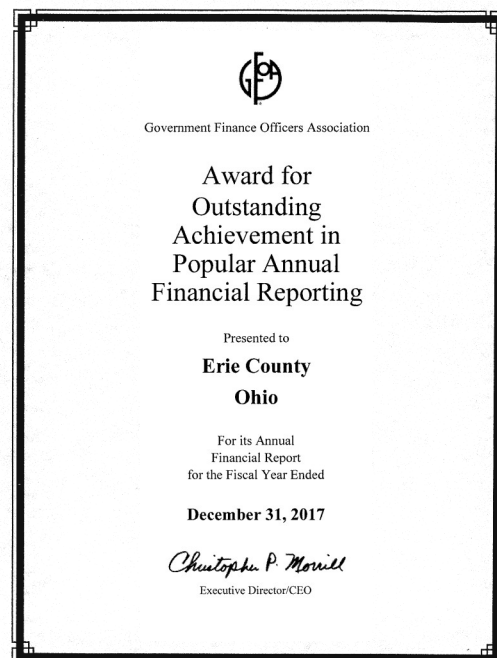 GFOA
Government Finance Officers Association
Award for
Outstanding
Achievement in
Popular Annual
Financial Reporting
Presented to
Erie County
Ohio
For its Annual
Financial Report
for the Fiscal Year Ended
December 31, 2017
Christopher P. Morrill
Executive Director/CEO